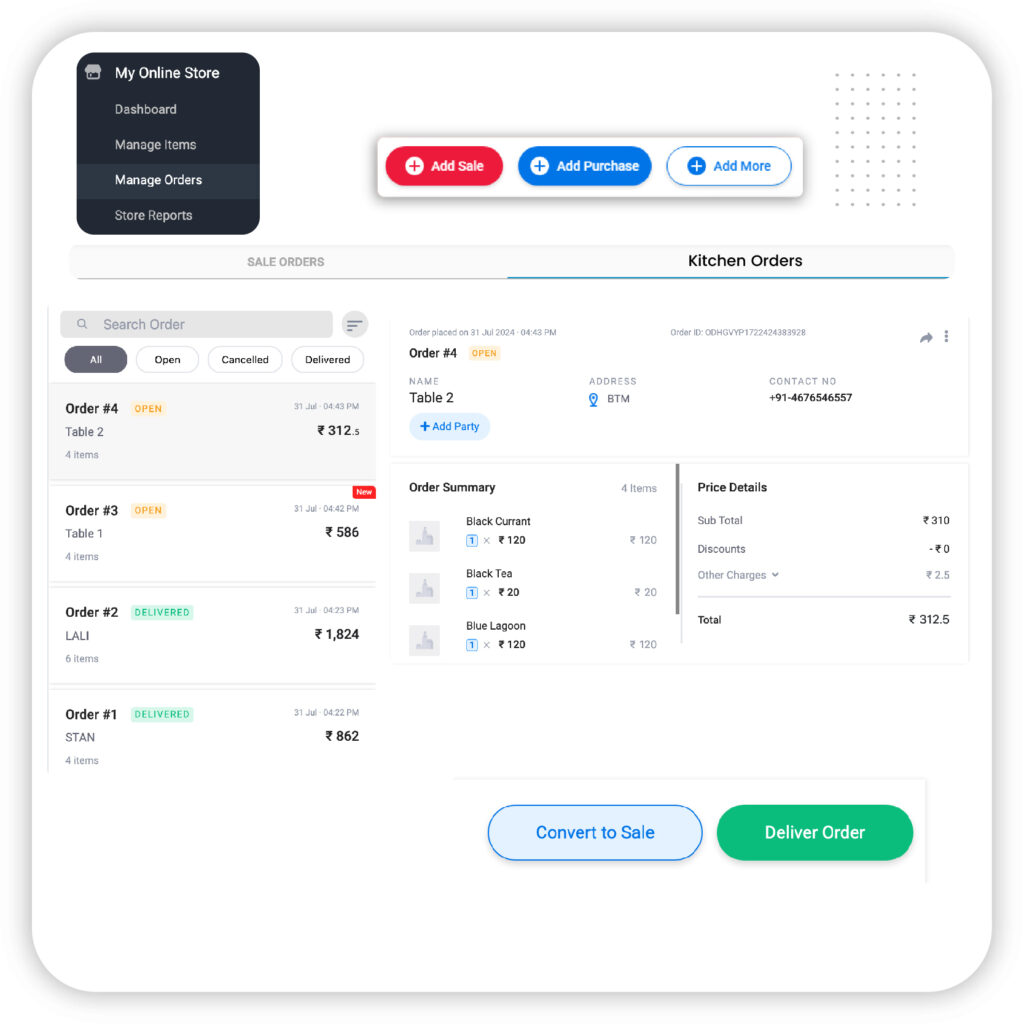 My Online Store
Dashboard
Manage Items
Manage Orders
Store Reports
Add Sale
Add Purchase
Add More
SALE ORDERS
Kitchen Orders
Search Order
All
Open
Cancelled
Delivered
Order #4 OPEN 31 Jul · 04:43 PM
Table 2 ₹ 312.5
4 items
New
Order #3 OPEN 31 Jul · 04:42 PM
Table 1 ₹ 586
4 items
Order #2 DELIVERED 31 Jul · 04:23 PM
LALI ₹ 1,824
6 items
Order #1 DELIVERED 31 Jul · 04:22 PM
STAN ₹ 862
4 items
Order placed on 31 Jul 2024 · 04:43 PM Order ID: ODHGVYP1722424383928
Order #4 OPEN
NAME ADDRESS CONTACT NO
Table 2 BTM +91-4676546557
+ Add Party
Order Summary 4 Items
Black Currant
1 × ₹ 120 ₹ 120
Black Tea
1 × ₹ 20 ₹ 20
Blue Lagoon
1 × ₹ 120 ₹ 120
Price Details
Sub Total ₹ 310
Discounts - ₹ 0
Other Charges ₹ 2.5
Total ₹ 312.5
Convert to Sale
Deliver Order